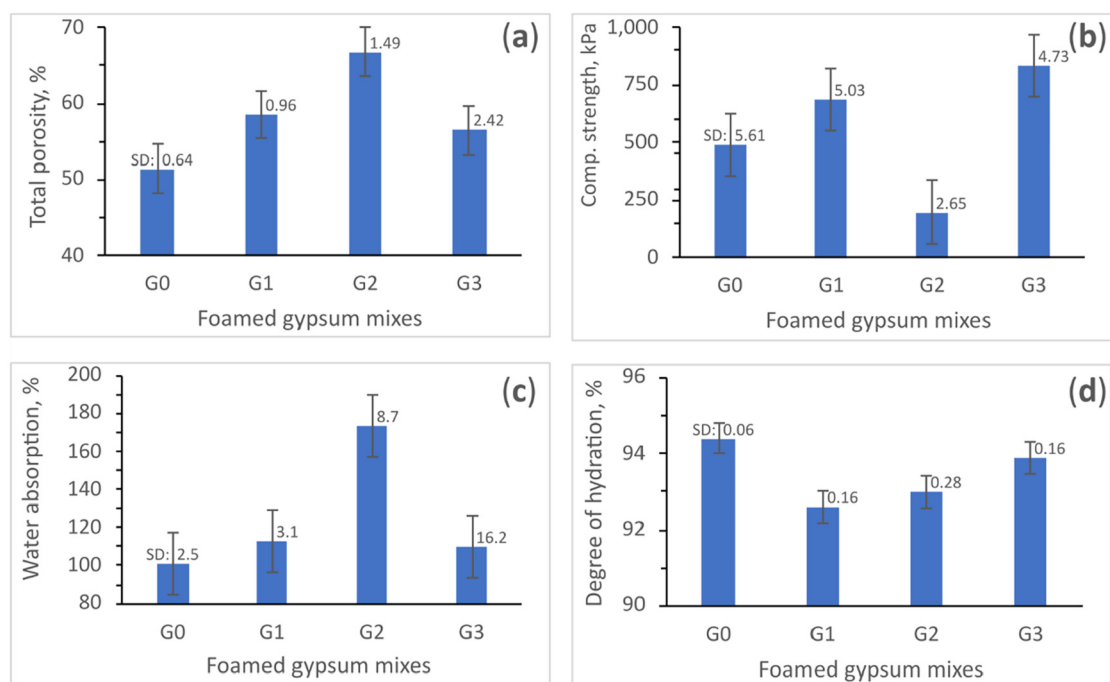 (a)
Total porosity, %
70
60
50
40
SD: 0.64
0.96
1.49
2.42
G0 G1 G2 G3
Foamed gypsum mixes
(b)
Comp. strength, kPa
1,000
750
500
250
0
SD: 5.61
5.03
2.65
4.73
G0 G1 G2 G3
Foamed gypsum mixes
(c)
Water absorption, %
200
180
160
140
120
100
80
SD: 2.5
3.1
8.7
16.2
G0 G1 G2 G3
Foamed gypsum mixes
(d)
Degree of hydration, %
96
94
92
90
SD: 0.06
0.16
0.28
0.16
G0 G1 G2 G3
Foamed gypsum mixes